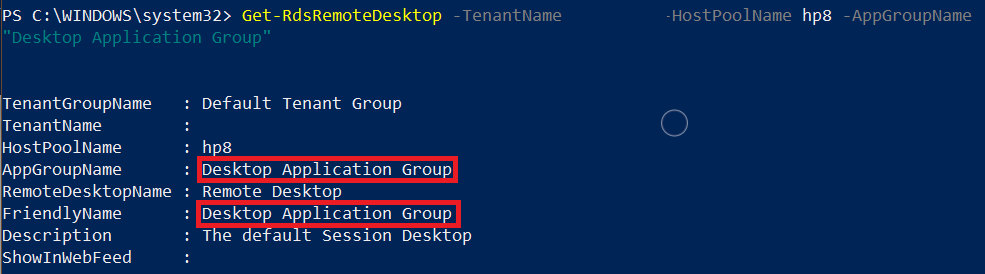 PS C:\WINDOWS\system32> Get-RdsRemoteDesktop -TenantName -HostPoolName hp8 -AppGroupName
"Desktop Application Group"
TenantGroupName : Default Tenant Group
TenantName :
HostPoolName : hp8
AppGroupName : Desktop Application Group
RemoteDesktopName : Remote Desktop
FriendlyName : Desktop Application Group
Description : The default Session Desktop
ShowInWebFeed :